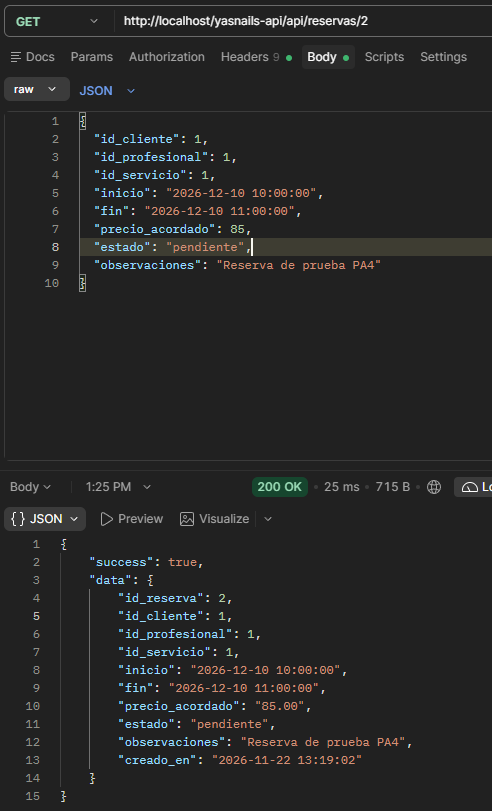 GET http://localhost/yasnails-api/api/reservas/2
Docs Params Authorization Headers 9 Body Scripts Settings
raw JSON
1 {
2 "id_cliente": 1,
3 "id_profesional": 1,
4 "id_servicio": 1,
5 "inicio": "2026-12-10 10:00:00",
6 "fin": "2026-12-10 11:00:00",
7 "precio_acordado": 85,
8 "estado": "pendiente",
9 "observaciones": "Reserva de prueba PA4"
10 }
Body 1:25 PM 200 OK 25 ms 715 B Lo
{} JSON Preview Visualize
1 {
2 "success": true,
3 "data": {
4 "id_reserva": 2,
5 "id_cliente": 1,
6 "id_profesional": 1,
7 "id_servicio": 1,
8 "inicio": "2026-12-10 10:00:00",
9 "fin": "2026-12-10 11:00:00",
10 "precio_acordado": "85.00",
11 "estado": "pendiente",
12 "observaciones": "Reserva de prueba PA4",
13 "creado_en": "2026-11-22 13:19:02"
14 }
15 }